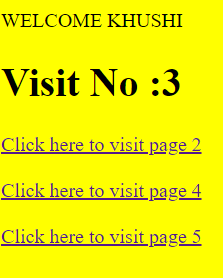 WELCOME KHUSHI
Visit No :3
Click here to visit page 2
Click here to visit page 4
Click here to visit page 5